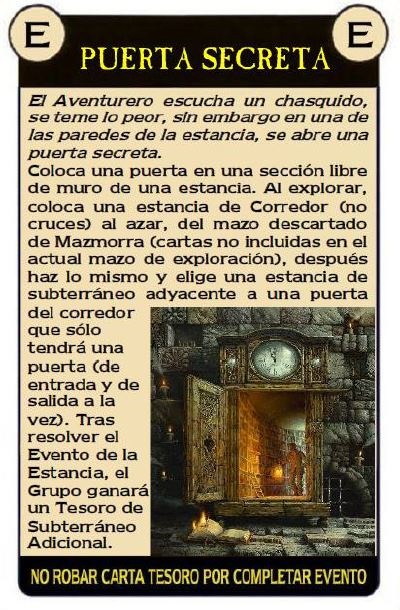 E
E
PUERTA SECRETA
El Aventurero escucha un chasquido,
se teme lo peor, sin embargo en una de
las paredes de la estancia, se abre una
puerta secreta.
Coloca una puerta en una sección libre
de muro de una estancia. Al explorar,
coloca una estancia de Corredor (no
cruces) al azar, del mazo descartado
de Mazmorra (cartas no incluidas en el
actual mazo de exploración), después
haz lo mismo y elige una estancia de
subterráneo adyacente a una puerta
del corredor
que sólo
tendrá una
puerta (de
entrada y de
salida a la
vez). Tras
resolver el
Evento de la
Estancia, el
Grupo ganará
un Tesoro de
Subterráneo
Adicional.
NO ROBAR CARTA TESORO POR COMPLETAR EVENTO